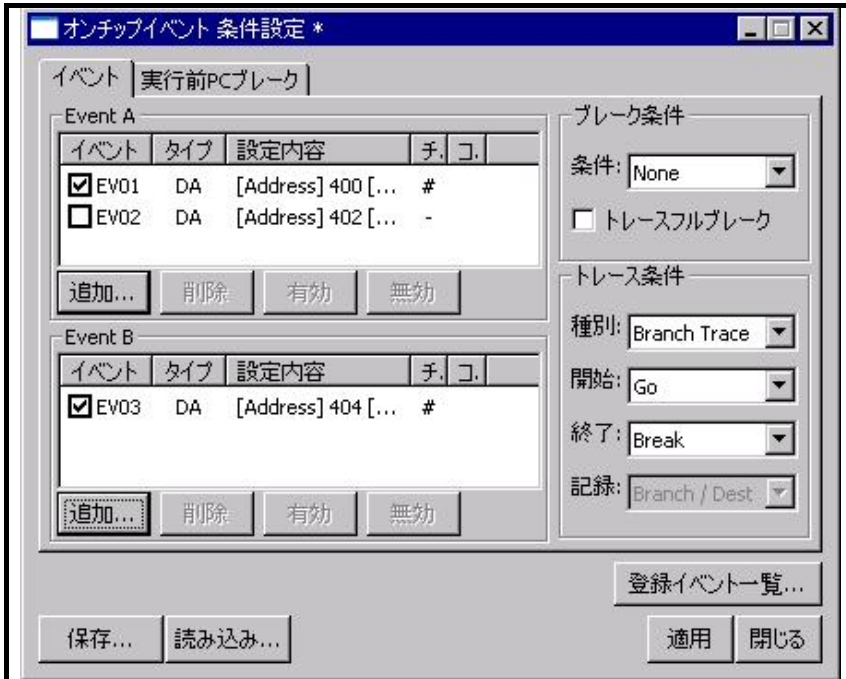 オンチップイベント 条件設定 *
イベント 実行前PCブレーク
Event A
イベント タイプ 設定内容 チ. コ.
EV01 DA [Address] 400 [... #
EV02 DA [Address] 402 [... -
追加... 削除 有効 無効
Event B
イベント タイプ 設定内容 チ. コ.
EV03 DA [Address] 404 [... #
追加... 削除 有効 無効
ブレーク条件
条件: None
トレースフルブレーク
トレース条件
種別: Branch Trace
開始: Go
終了: Break
記録: Branch / Dest
登録イベント一覧...
保存... 読み込み... 適用 閉じる